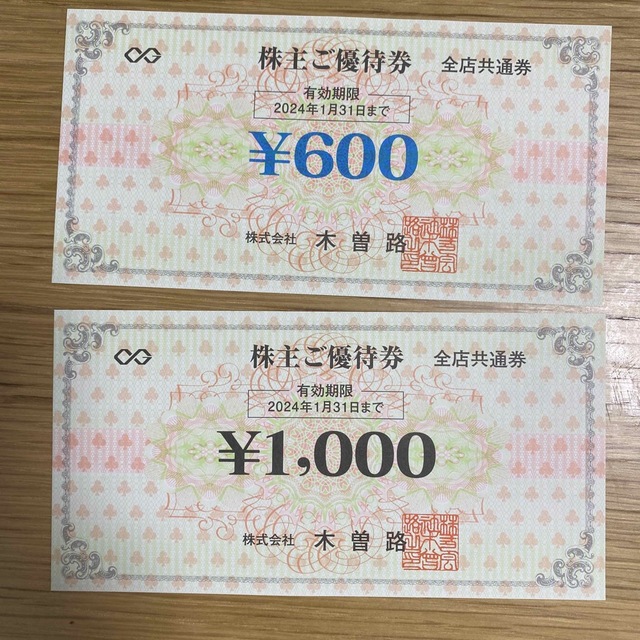 株主ご優待券 全店共通券
有効期限
2024年1月31日まで
¥600
株式会社 木曽路
株主ご優待券 全店共通券
有効期限
2024年1月31日まで
¥1,000
株式会社 木曽路